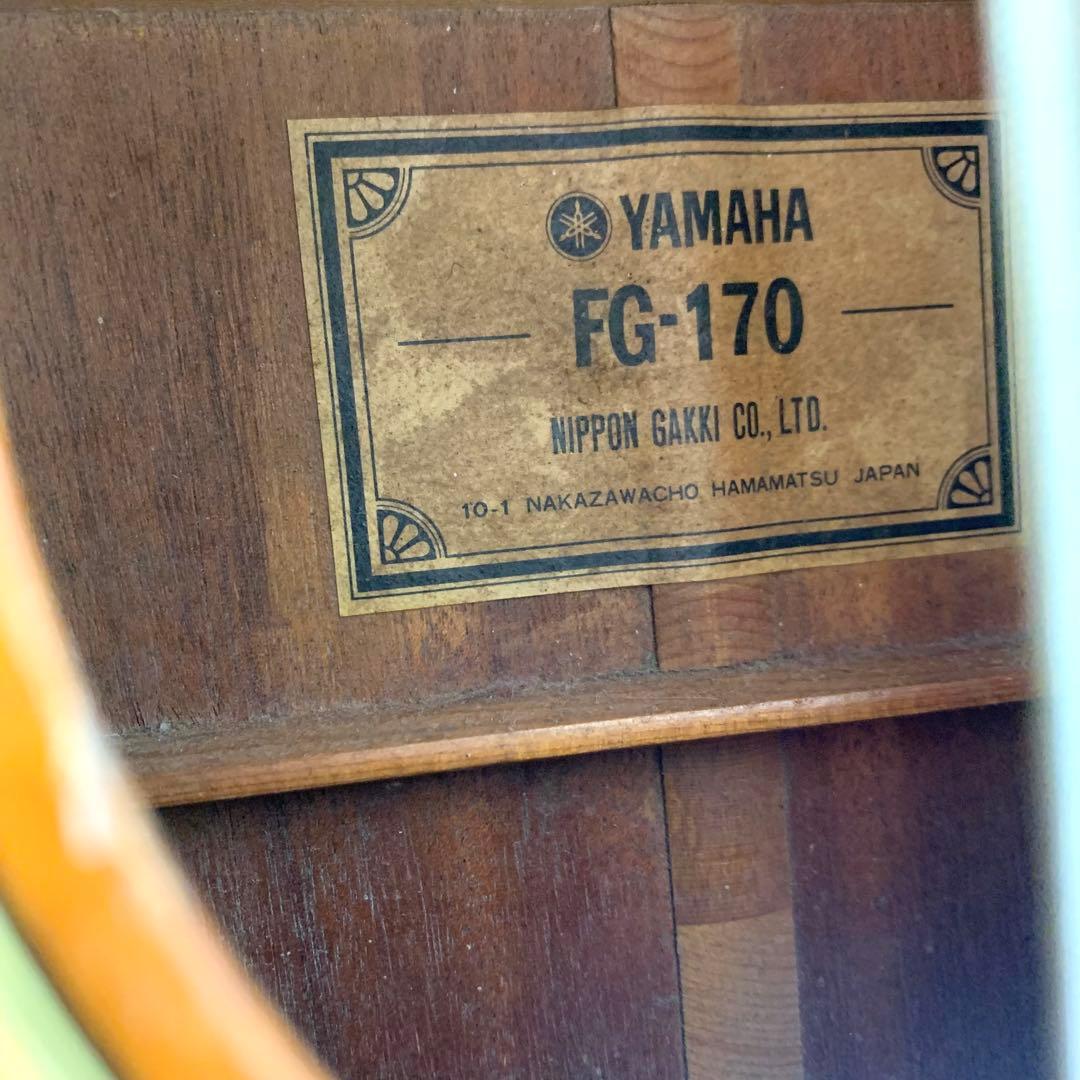 YAMAHA
FG-170
NIPPON GAKKI CO., LTD.
10-1 NAKAZAWACHO HAMAMATSU JAPAN